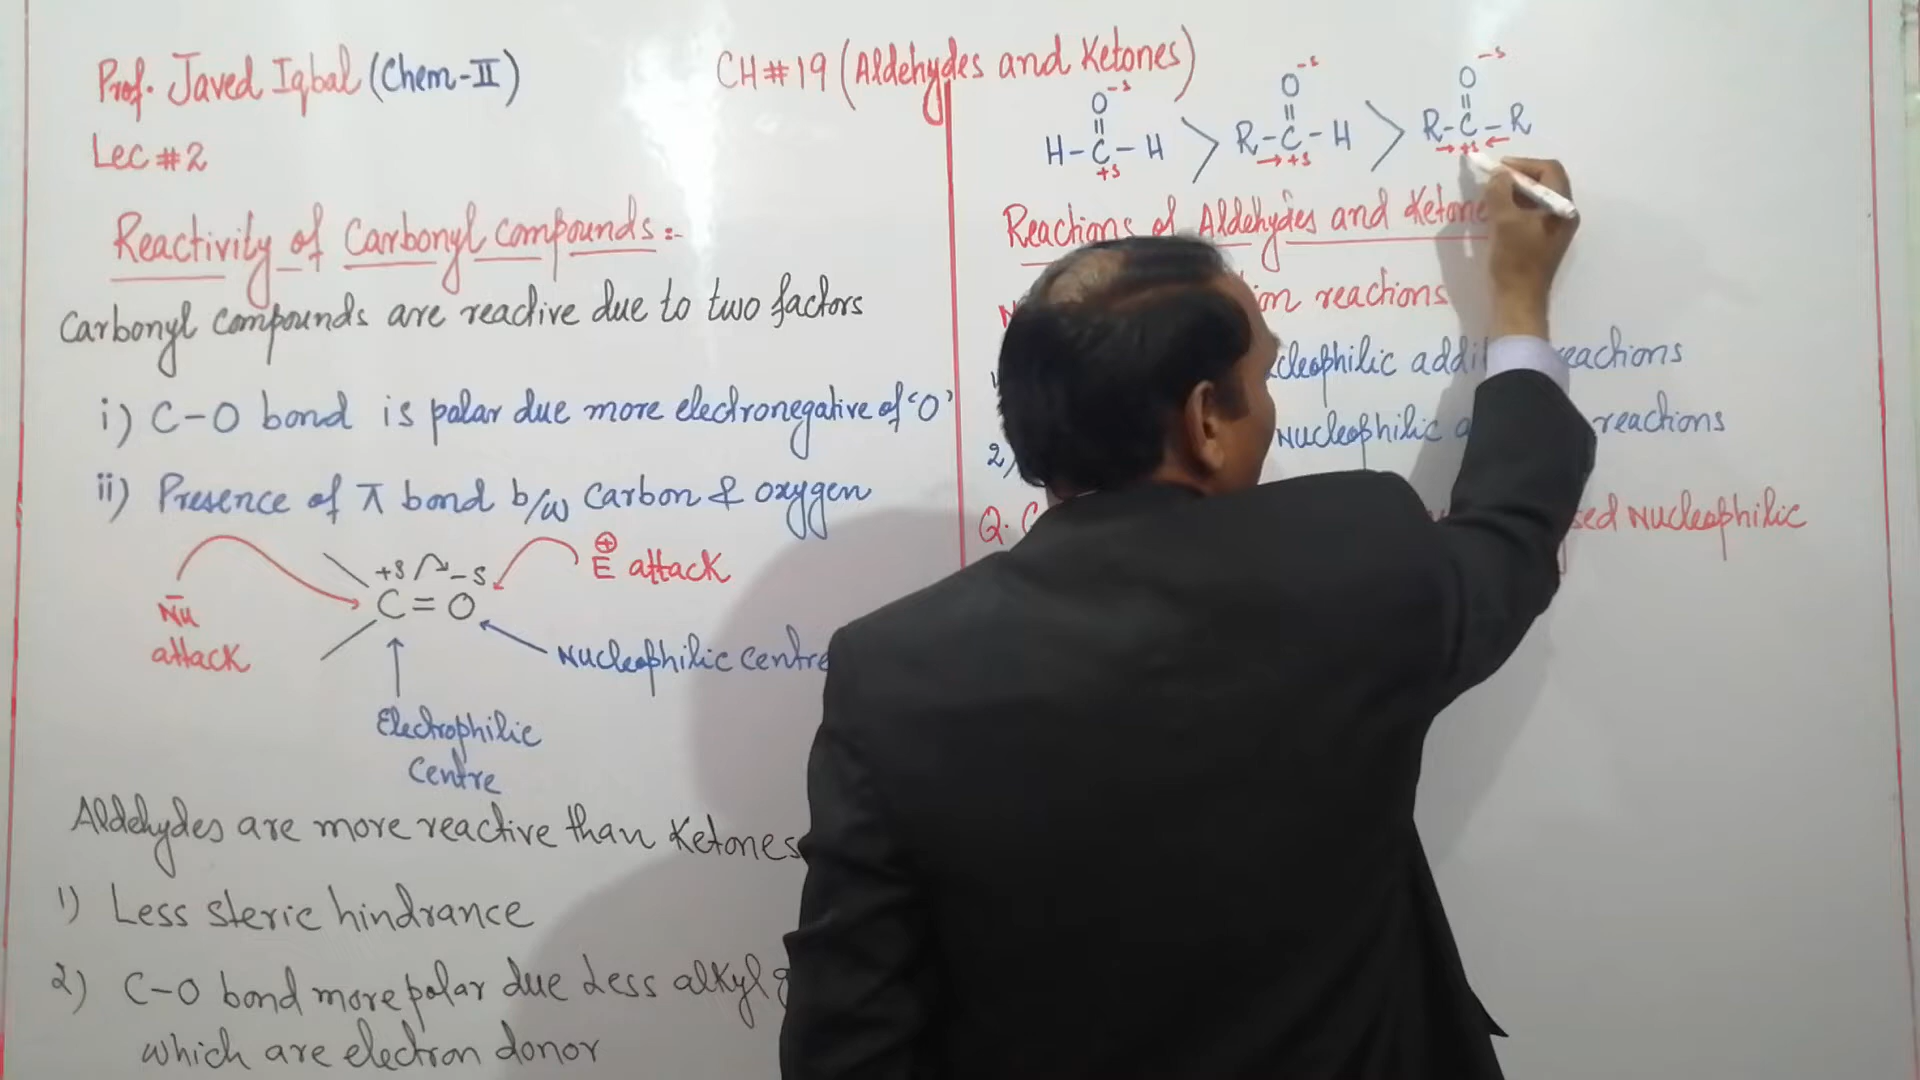 Prof. Javed Iqbal (Chem-II)
CH#19 (Aldehydes and Ketones)
Lec #2
Reactivity of Carbonyl compounds:-
Carbonyl compounds are reactive due to two factors
i) C-O bond is polar due more electronegative of 'O'
ii) Presence of π bond b/w Carbon & oxygen
+δ -δ
C=O
Nu attack
E⊕ attack
Nucleophilic centre
Electrophilic Centre
Aldehydes are more reactive than Ketones
1) Less steric hindrance
2) C-O bond more polar due Less alkyl
which are electron donor
O-δ O-δ O-δ
H-C-H > R-C-H > R-C-R
+δ →+δ →+δ←
Reactions of Aldehydes and
reactions
reactions
2) Nucleophilic reactions
Q. Nucleophilic